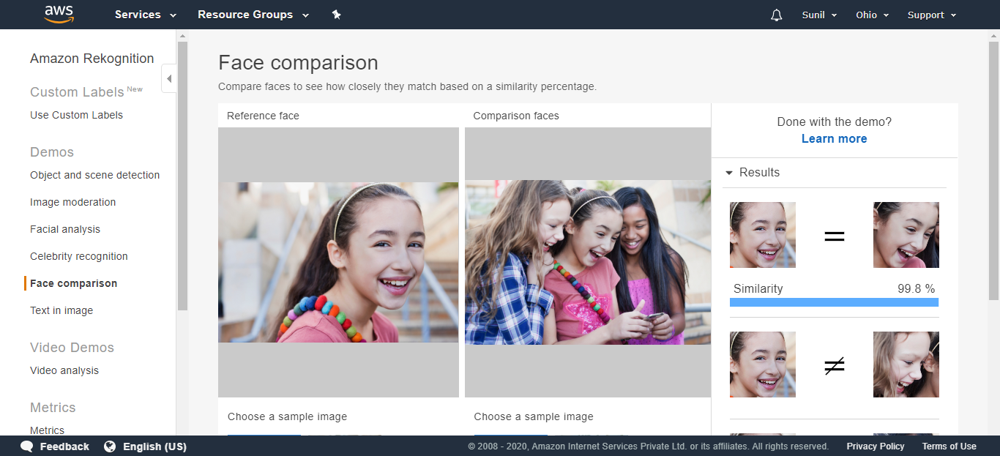 aws
Services
Resource Groups
Sunil
Ohio
Support
Amazon Rekognition
Custom Labels New
Use Custom Labels
Demos
Object and scene detection
Image moderation
Facial analysis
Celebrity recognition
Face comparison
Text in image
Video Demos
Video analysis
Metrics
Metrics
Face comparison
Compare faces to see how closely they match based on a similarity percentage.
Reference face
Comparison faces
Choose a sample image
Choose a sample image
Done with the demo?
Learn more
Results
=
Similarity 99.8 %
≠
Feedback
English (US)
© 2008 - 2020, Amazon Internet Services Private Ltd. or its affiliates. All rights reserved.
Privacy Policy
Terms of Use